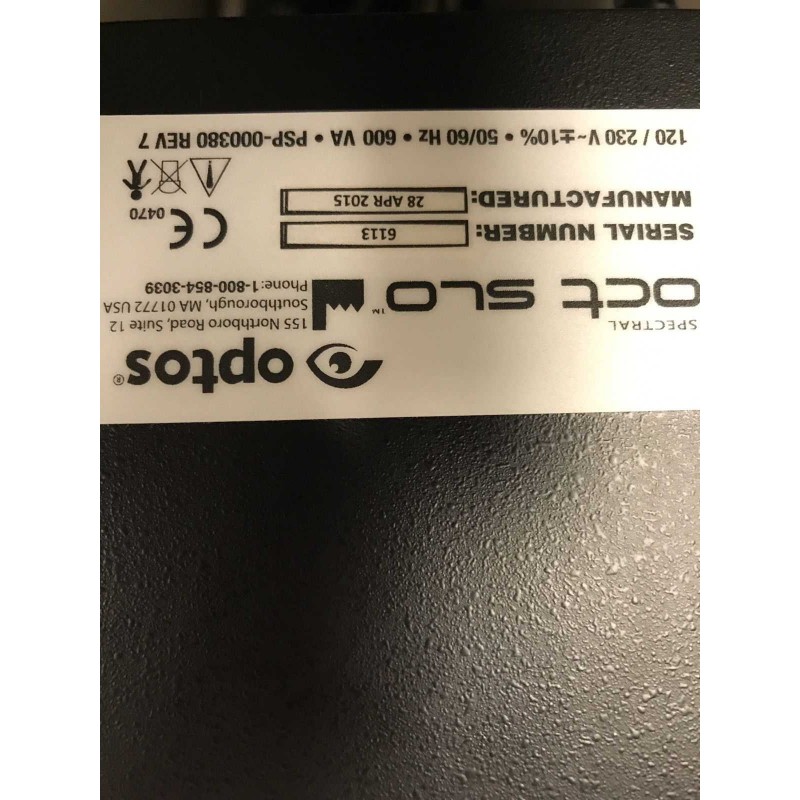 optos®
SPECTRAL
OCT SLO™
155 Northboro Road, Suite 12
Southborough, MA 01772 USA
Phone:1-800-854-3039
SERIAL NUMBER: 6113
MANUFACTURED: 28 APR 2015
CE 0470
120 / 230 V~±10% • 50/60 Hz • 600 VA • PSP-000380 REV 7